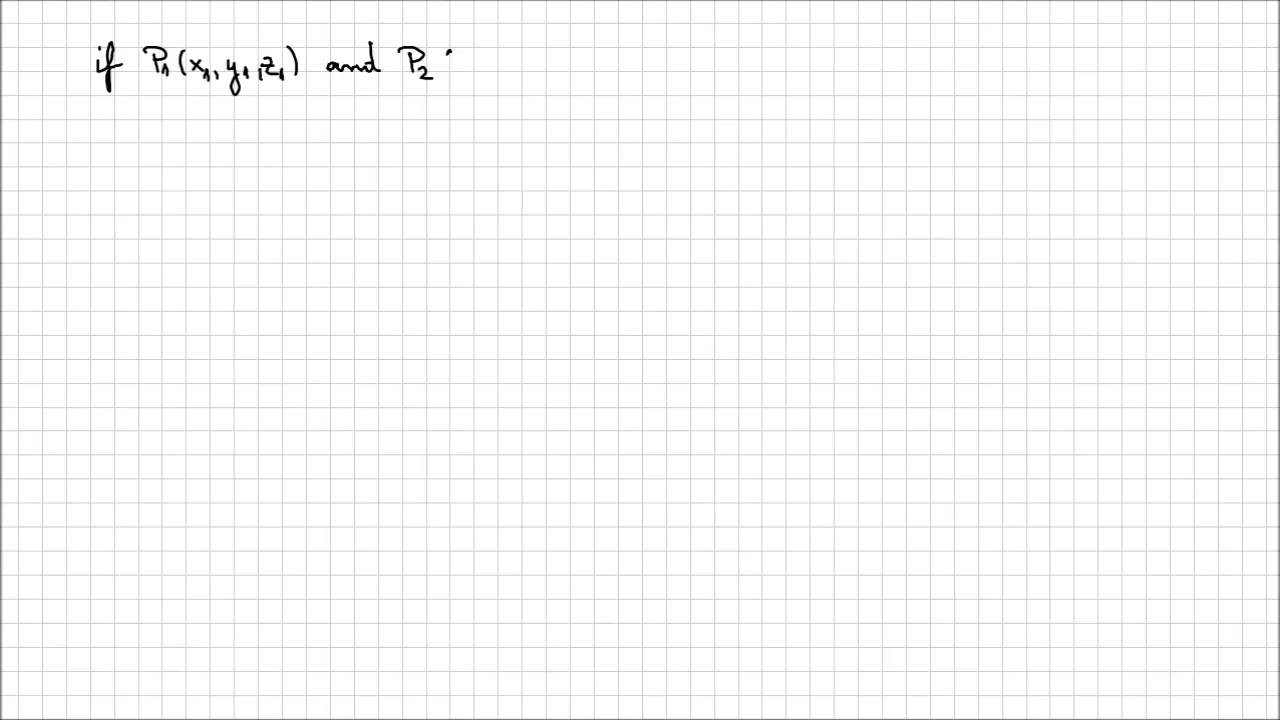 if P₁(x₁, y₁, z₁) and P₂